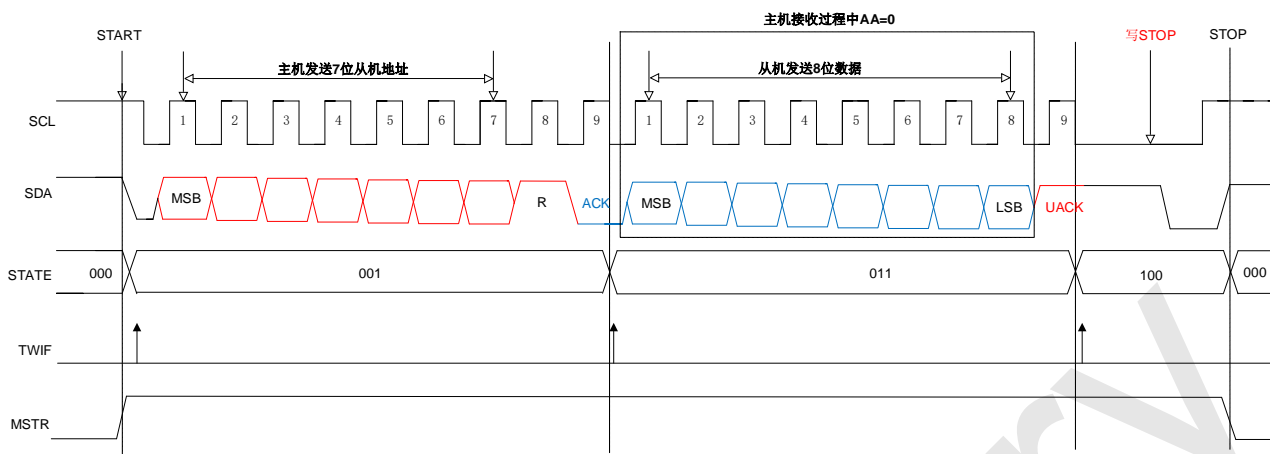 主机接收过程中AA=0
START
写STOP
STOP
主机发送7位从机地址
从机发送8位数据
SCL
1 2 3 4 5 6 7 8 9 1 2 3 4 5 6 7 8 9
SDA
MSB R ACK MSB LSB UACK
STATE
000 001 011 100 000
TWIF
MSTR